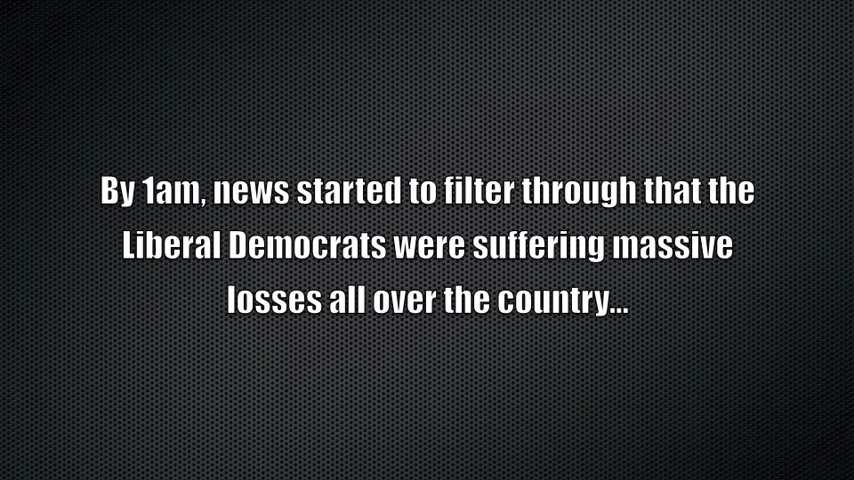 By 1am, news started to filter through that the
Liberal Democrats were suffering massive
losses all over the country...